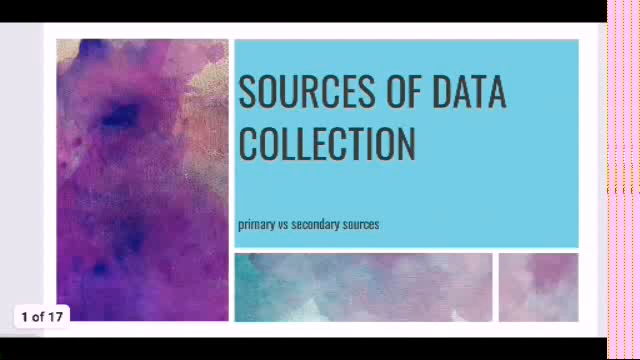 SOURCES OF DATA
COLLECTION
primary vs secondary sources
1 of 17